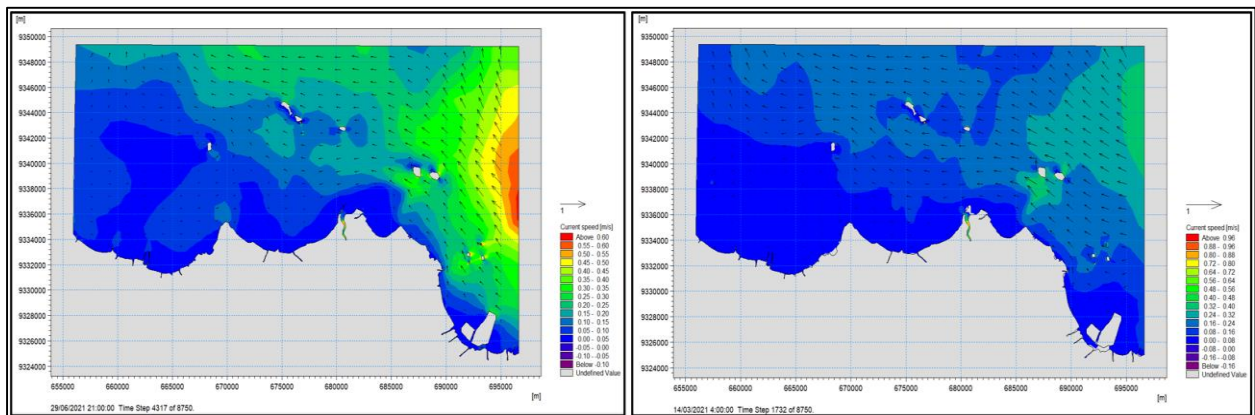 [m]
9350000
9348000
9346000
9344000
9342000
9340000
9338000
9336000
9334000
9332000
9330000
9328000
9326000
9324000
655000 660000 665000 670000 675000 680000 685000 690000 695000
[m]
1
Current speed [m/s]
Above 0.60
0.55 - 0.60
0.50 - 0.55
0.45 - 0.50
0.40 - 0.45
0.35 - 0.40
0.30 - 0.35
0.25 - 0.30
0.20 - 0.25
0.15 - 0.20
0.10 - 0.15
0.05 - 0.10
0.00 - 0.05
-0.05 - 0.00
-0.10 - -0.05
Below -0.10
Undefined Value
29/06/2021 21:00:00 Time Step 4317 of 8750.
[m]
9350000
9348000
9346000
9344000
9342000
9340000
9338000
9336000
9334000
9332000
9330000
9328000
9326000
9324000
655000 660000 665000 670000 675000 680000 685000 690000 695000
[m]
1
Current speed [m/s]
Above 0.96
0.88 - 0.96
0.80 - 0.88
0.72 - 0.80
0.64 - 0.72
0.56 - 0.64
0.48 - 0.56
0.40 - 0.48
0.32 - 0.40
0.24 - 0.32
0.16 - 0.24
0.08 - 0.16
0.00 - 0.08
-0.08 - 0.00
-0.16 - -0.08
Below -0.16
Undefined Value
14/03/2021 4:00:00 Time Step 1732 of 8750.